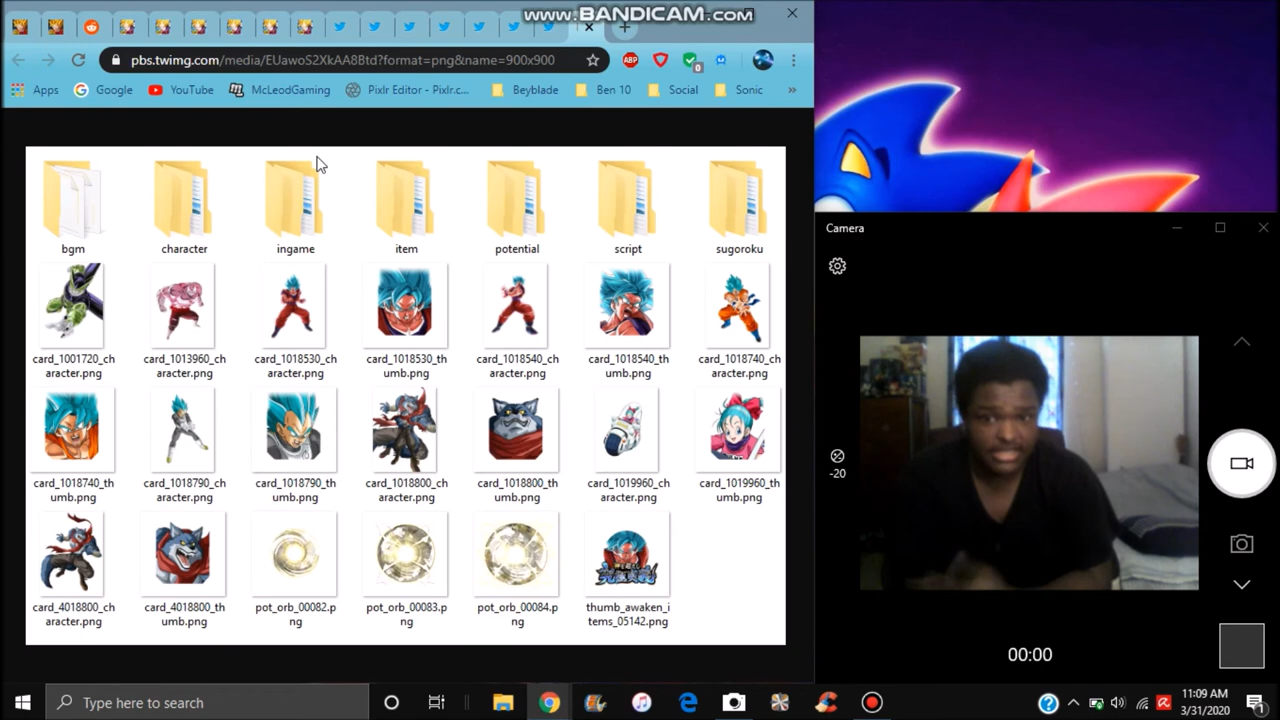 www.BANDICAM.com
pbs.twimg.com/media/EUawoS2XkAA8Btd?format=png&name=900x900
ABP
0
Apps Google YouTube McLeodGaming Pixlr Editor - Pixlr.c... Beyblade Ben 10 Social Sonic »
bgm character ingame item potential script sugoroku
card_1001720_ch
aracter.png
card_1013960_ch
aracter.png
card_1018530_ch
aracter.png
card_1018530_th
umb.png
card_1018540_ch
aracter.png
card_1018540_th
umb.png
card_1018740_ch
aracter.png
card_1018740_th
umb.png
card_1018790_ch
aracter.png
card_1018790_th
umb.png
card_1018800_ch
aracter.png
card_1018800_th
umb.png
card_1019960_ch
aracter.png
card_1019960_th
umb.png
card_4018800_ch
aracter.png
card_4018800_th
umb.png
pot_orb_00082.p
ng
pot_orb_00083.p
ng
pot_orb_00084.p
ng
thumb_awaken_i
tems_05142.png
Camera
-20
00:00
Type here to search
11:09 AM
3/31/2020
1